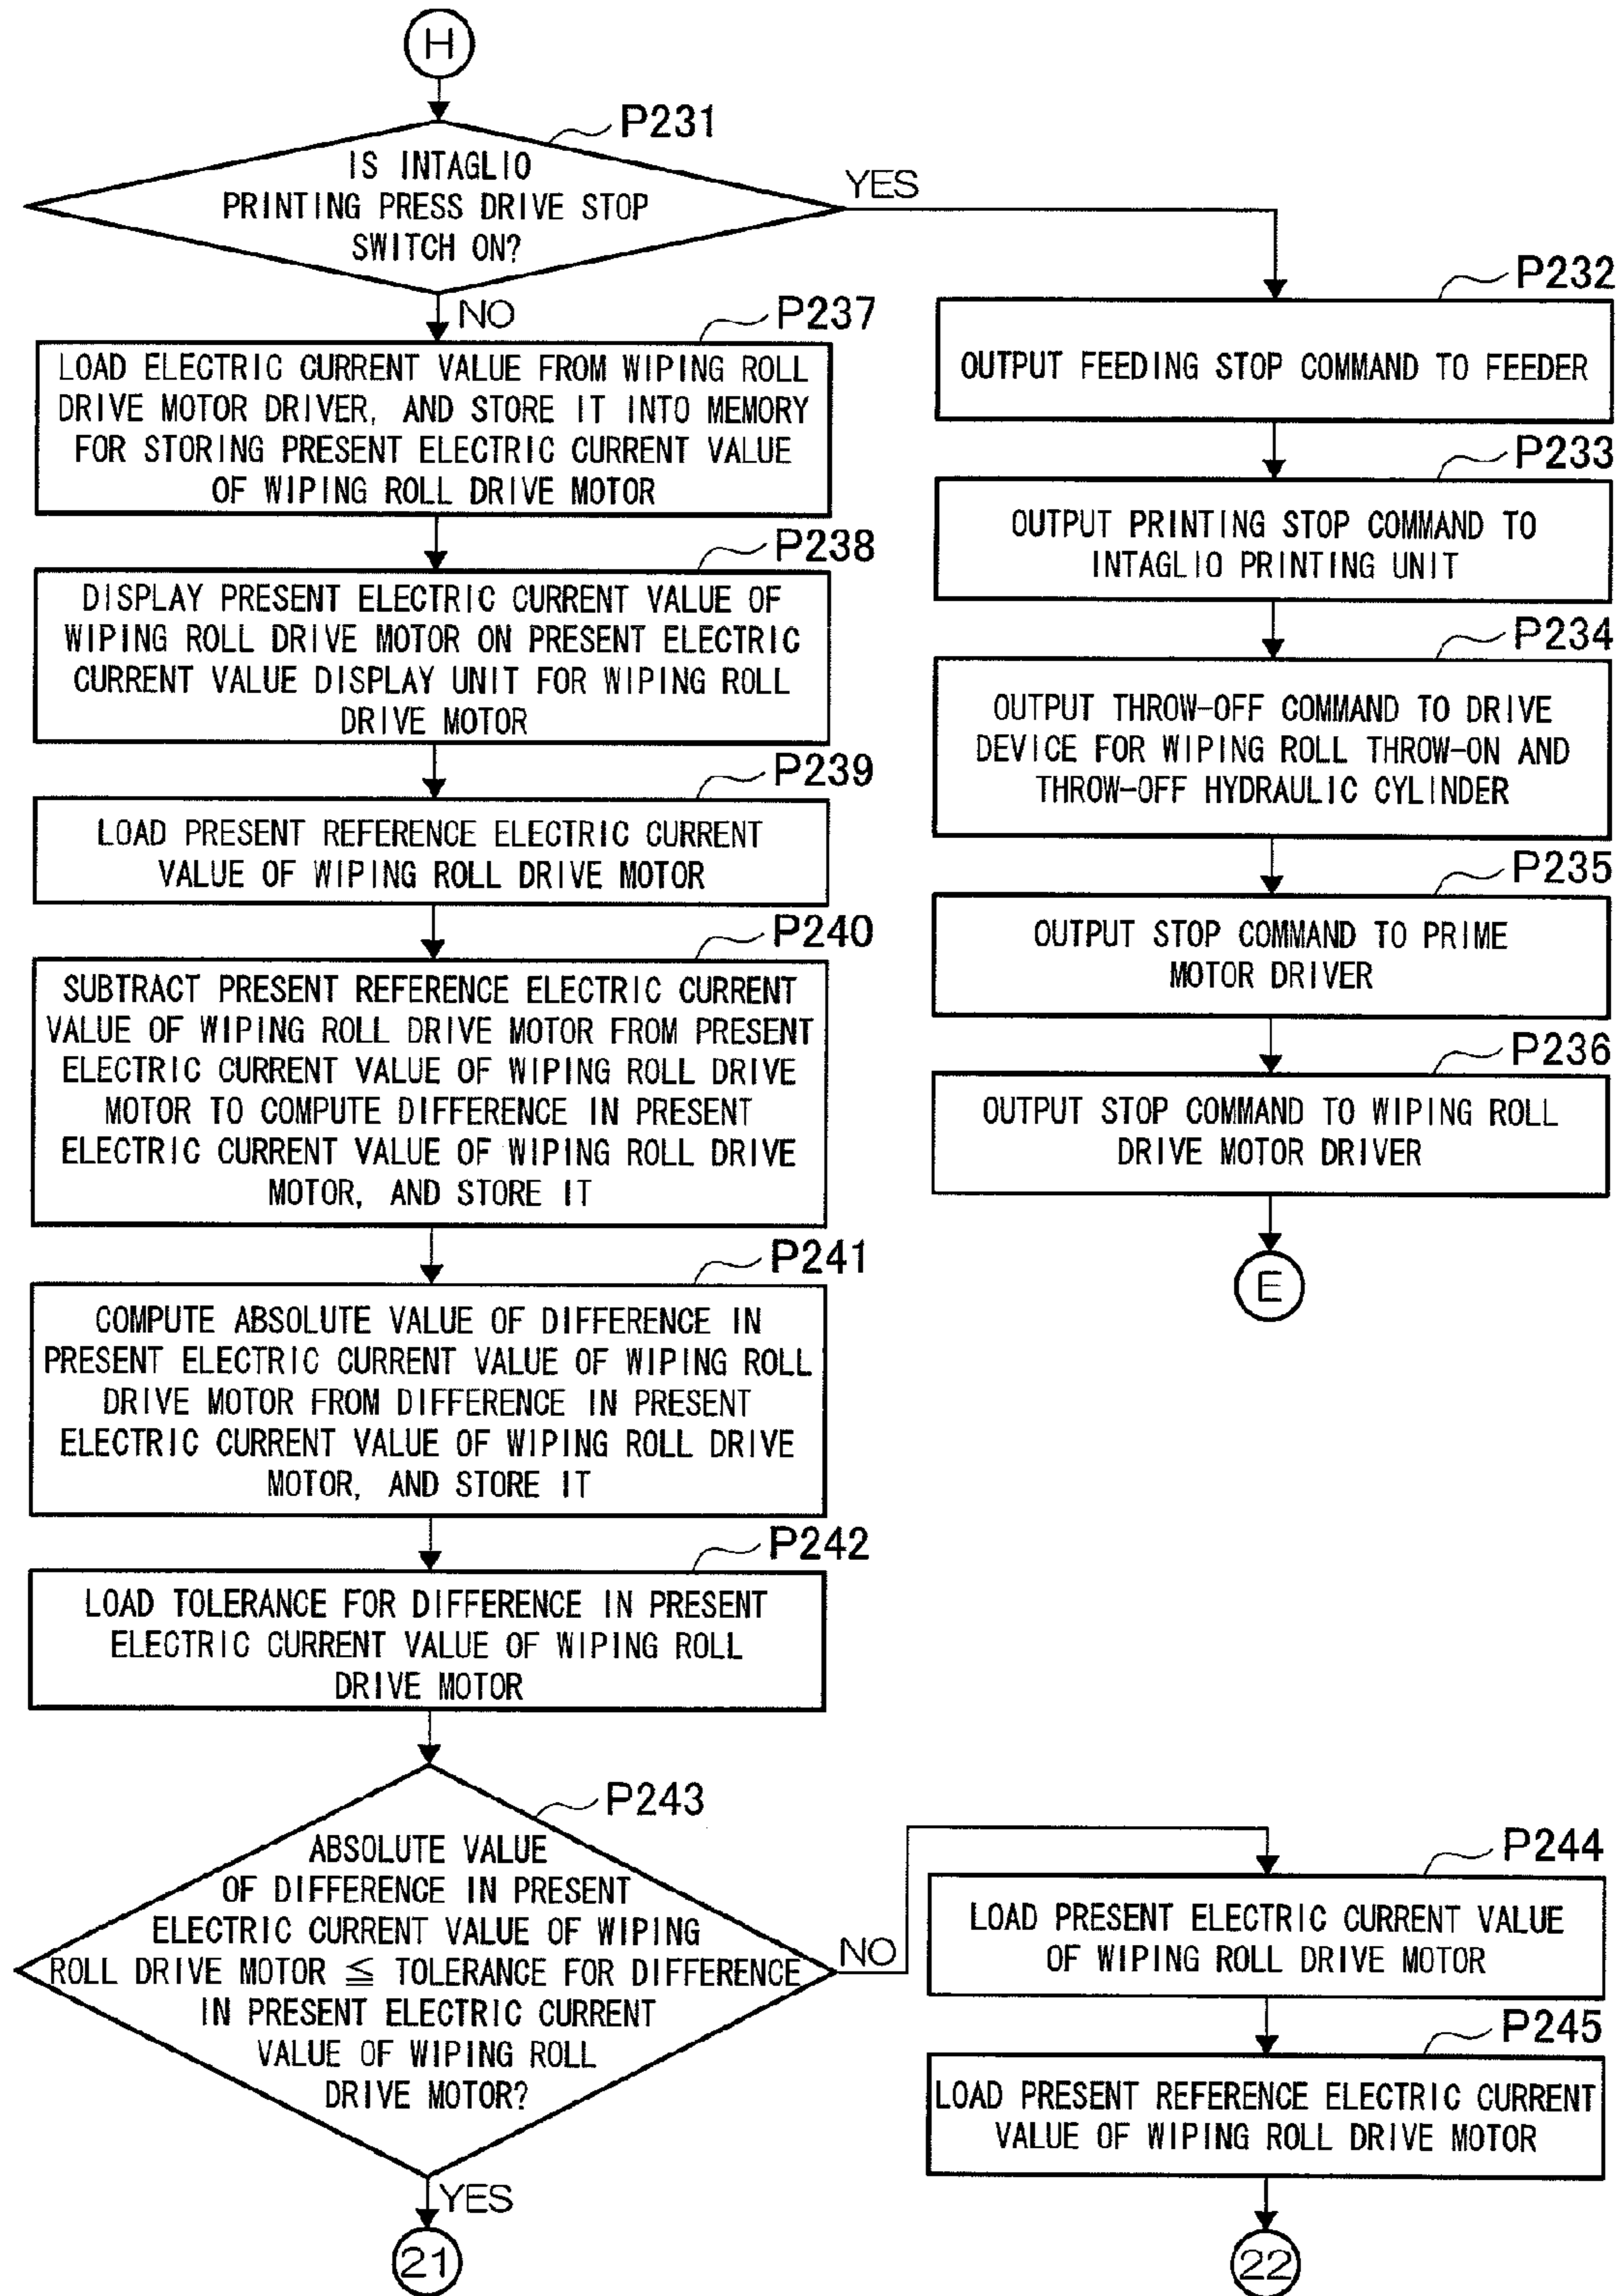 H
P231
IS INTAGLIO
PRINTING PRESS DRIVE STOP
SWITCH ON?
YES
NO
P232
OUTPUT FEEDING STOP COMMAND TO FEEDER
P233
OUTPUT PRINTING STOP COMMAND TO
INTAGLIO PRINTING UNIT
P234
OUTPUT THROW-OFF COMMAND TO DRIVE
DEVICE FOR WIPING ROLL THROW-ON AND
THROW-OFF HYDRAULIC CYLINDER
P235
OUTPUT STOP COMMAND TO PRIME
MOTOR DRIVER
P236
OUTPUT STOP COMMAND TO WIPING ROLL
DRIVE MOTOR DRIVER
E
P237
LOAD ELECTRIC CURRENT VALUE FROM WIPING ROLL
DRIVE MOTOR DRIVER, AND STORE IT INTO MEMORY
FOR STORING PRESENT ELECTRIC CURRENT VALUE
OF WIPING ROLL DRIVE MOTOR
P238
DISPLAY PRESENT ELECTRIC CURRENT VALUE OF
WIPING ROLL DRIVE MOTOR ON PRESENT ELECTRIC
CURRENT VALUE DISPLAY UNIT FOR WIPING ROLL
DRIVE MOTOR
P239
LOAD PRESENT REFERENCE ELECTRIC CURRENT
VALUE OF WIPING ROLL DRIVE MOTOR
P240
SUBTRACT PRESENT REFERENCE ELECTRIC CURRENT
VALUE OF WIPING ROLL DRIVE MOTOR FROM PRESENT
ELECTRIC CURRENT VALUE OF WIPING ROLL DRIVE
MOTOR TO COMPUTE DIFFERENCE IN PRESENT
ELECTRIC CURRENT VALUE OF WIPING ROLL DRIVE
MOTOR, AND STORE IT
P241
COMPUTE ABSOLUTE VALUE OF DIFFERENCE IN
PRESENT ELECTRIC CURRENT VALUE OF WIPING ROLL
DRIVE MOTOR FROM DIFFERENCE IN PRESENT
ELECTRIC CURRENT VALUE OF WIPING ROLL DRIVE
MOTOR, AND STORE IT
P242
LOAD TOLERANCE FOR DIFFERENCE IN PRESENT
ELECTRIC CURRENT VALUE OF WIPING ROLL
DRIVE MOTOR
P243
ABSOLUTE VALUE
OF DIFFERENCE IN PRESENT
ELECTRIC CURRENT VALUE OF WIPING
ROLL DRIVE MOTOR ≦ TOLERANCE FOR DIFFERENCE
IN PRESENT ELECTRIC CURRENT
VALUE OF WIPING ROLL
DRIVE MOTOR?
NO
YES
21
P244
LOAD PRESENT ELECTRIC CURRENT VALUE
OF WIPING ROLL DRIVE MOTOR
P245
LOAD PRESENT REFERENCE ELECTRIC CURRENT
VALUE OF WIPING ROLL DRIVE MOTOR
22